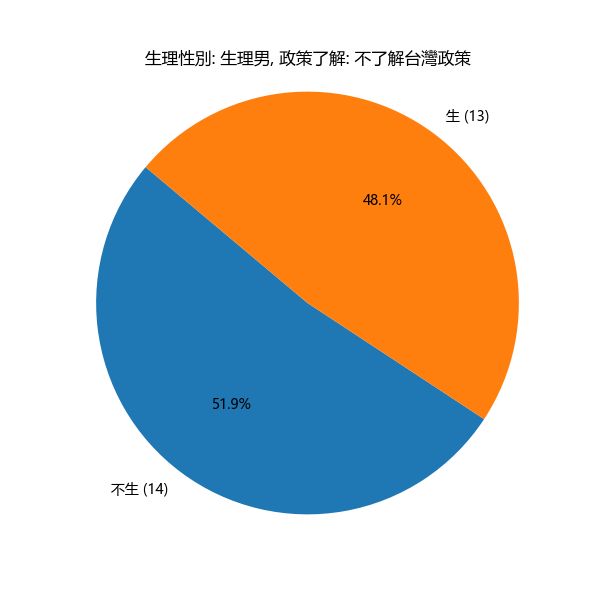 生理性別: 生理男, 政策了解: 不了解台灣政策
生 (13)
48.1%
51.9%
不生 (14)